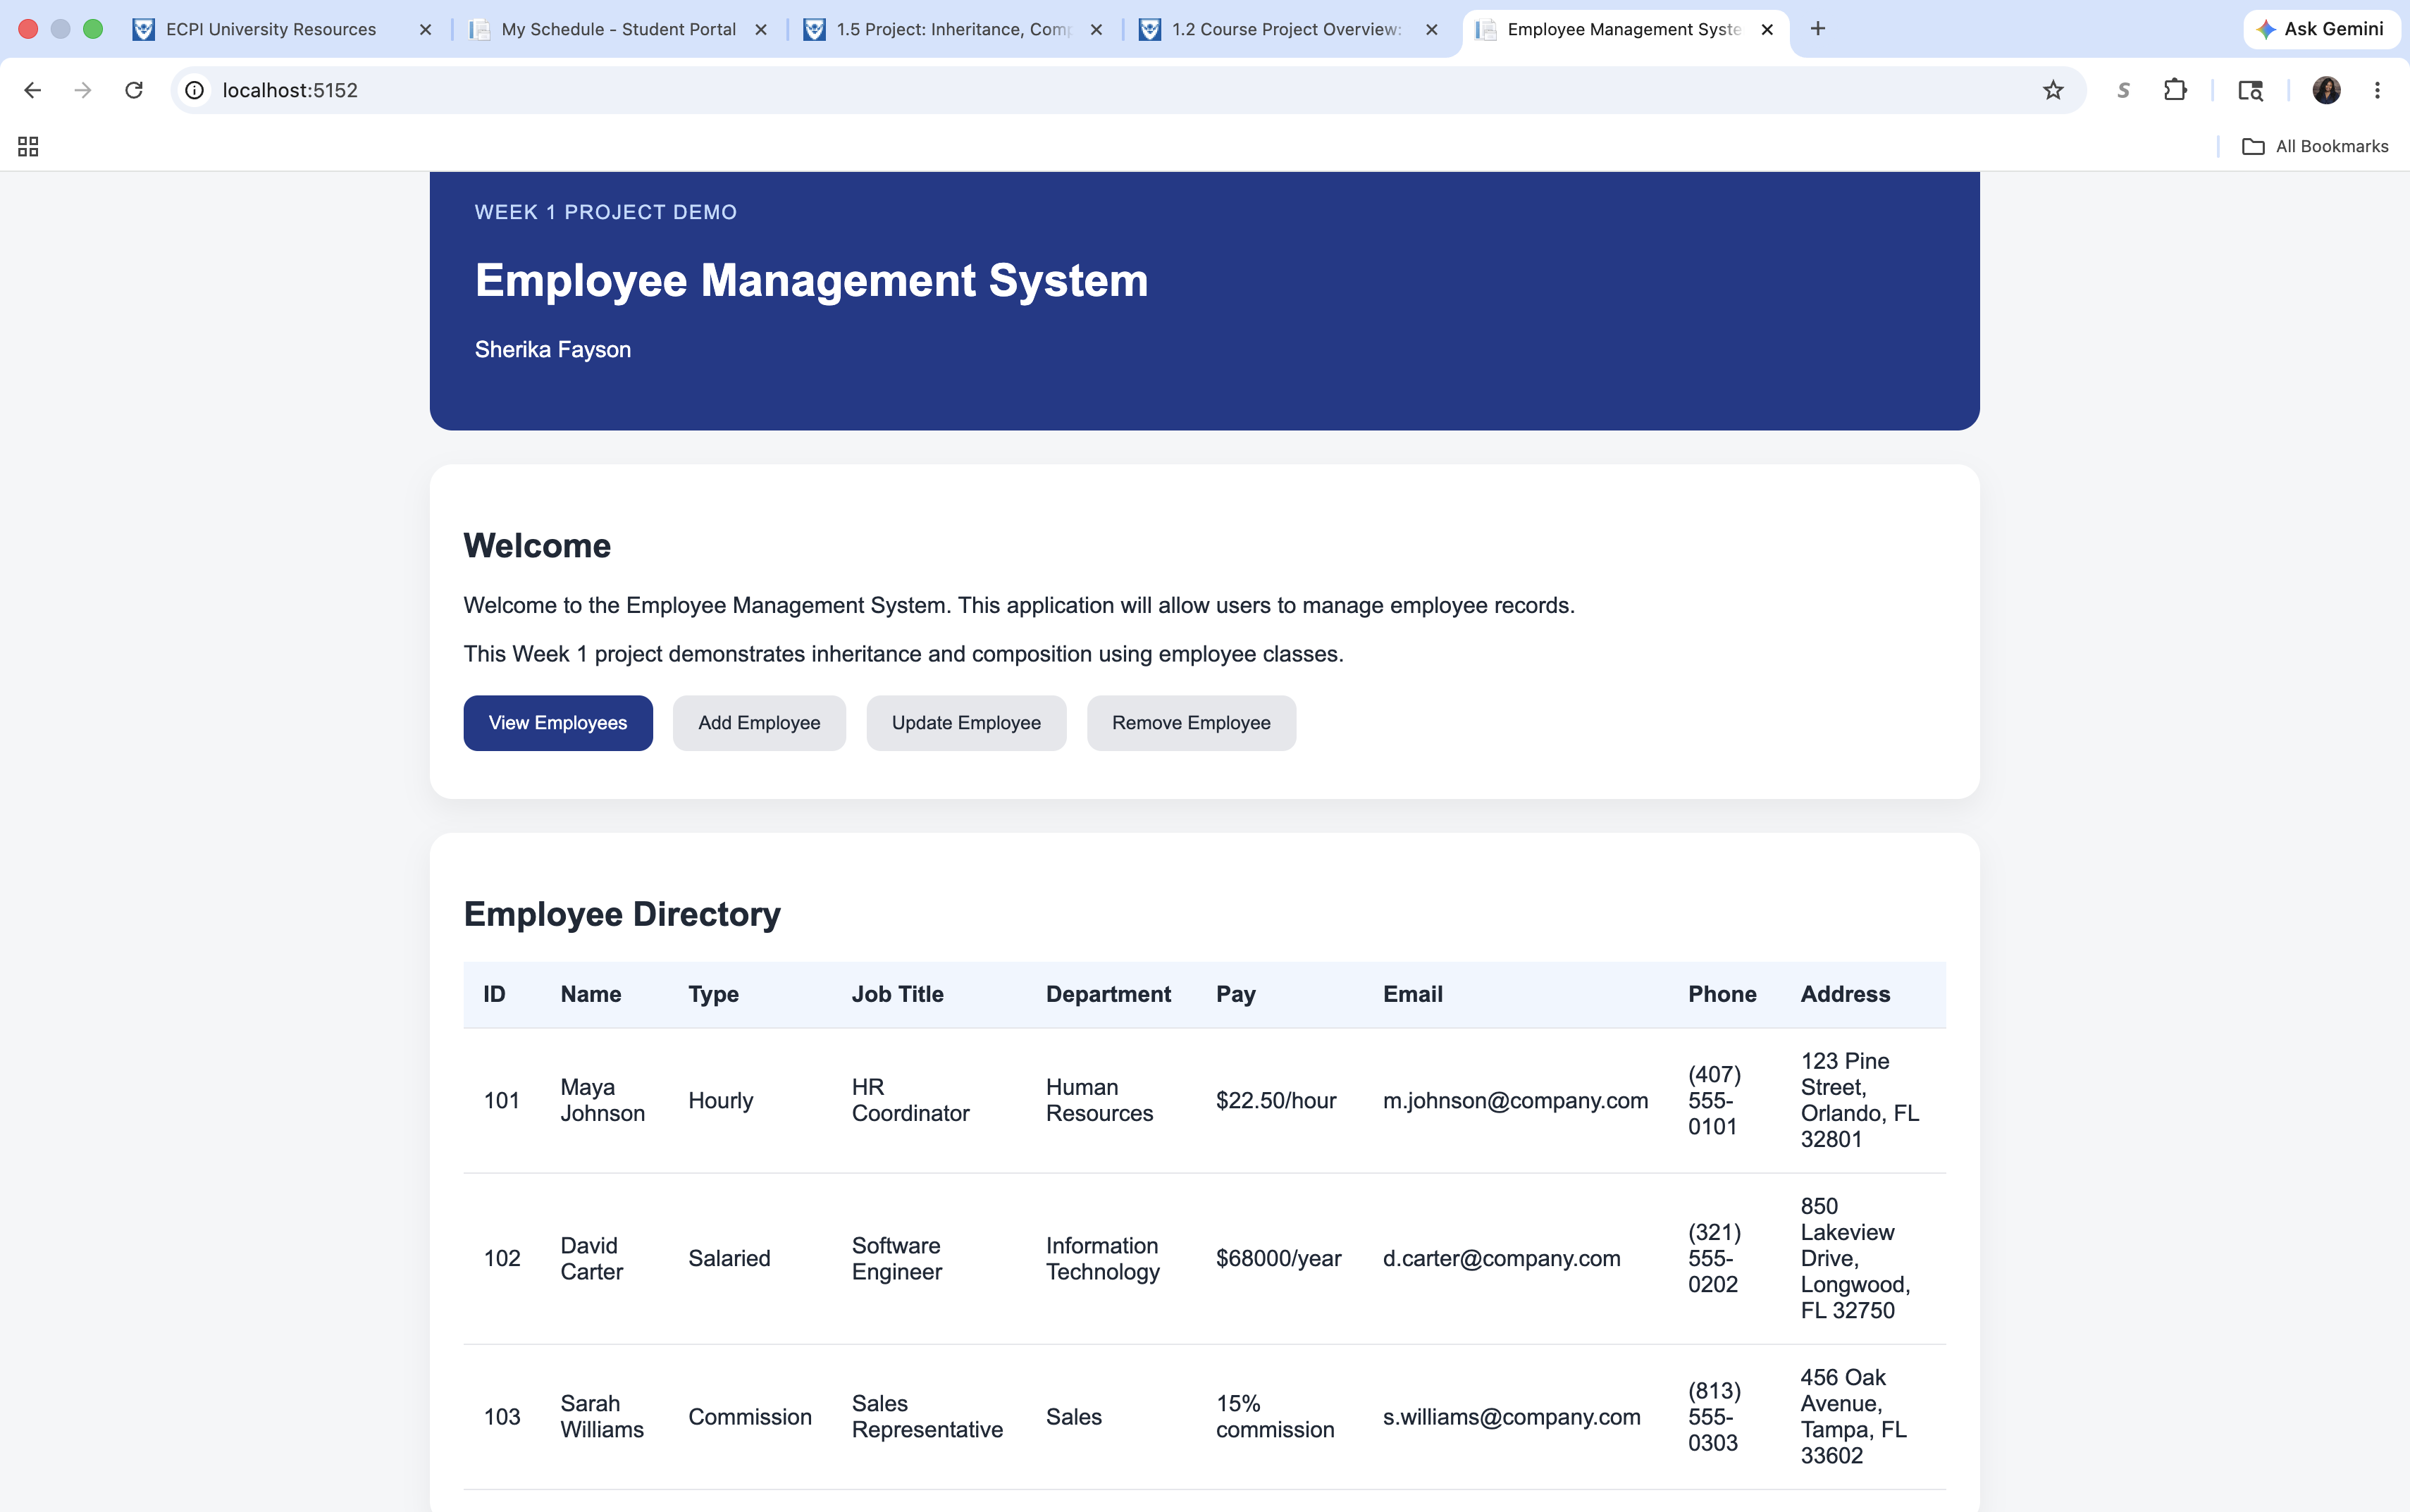 ECPI University Resources
My Schedule - Student Portal
1.5 Project: Inheritance, Comp
1.2 Course Project Overview:
Employee Management Syste
Ask Gemini
localhost:5152
S
All Bookmarks
WEEK 1 PROJECT DEMO
Employee Management System
Sherika Fayson
Welcome
Welcome to the Employee Management System. This application will allow users to manage employee records.
This Week 1 project demonstrates inheritance and composition using employee classes.
View Employees
Add Employee
Update Employee
Remove Employee
Employee Directory
ID Name Type Job Title Department Pay Email Phone Address
101
Maya
Johnson
Hourly
HR
Coordinator
Human
Resources
$22.50/hour
m.johnson@company.com
(407)
555-
0101
123 Pine
Street,
Orlando, FL
32801
102
David
Carter
Salaried
Software
Engineer
Information
Technology
$68000/year
d.carter@company.com
(321)
555-
0202
850
Lakeview
Drive,
Longwood,
FL 32750
103
Sarah
Williams
Commission
Sales
Representative
Sales
15%
commission
s.williams@company.com
(813)
555-
0303
456 Oak
Avenue,
Tampa, FL
33602